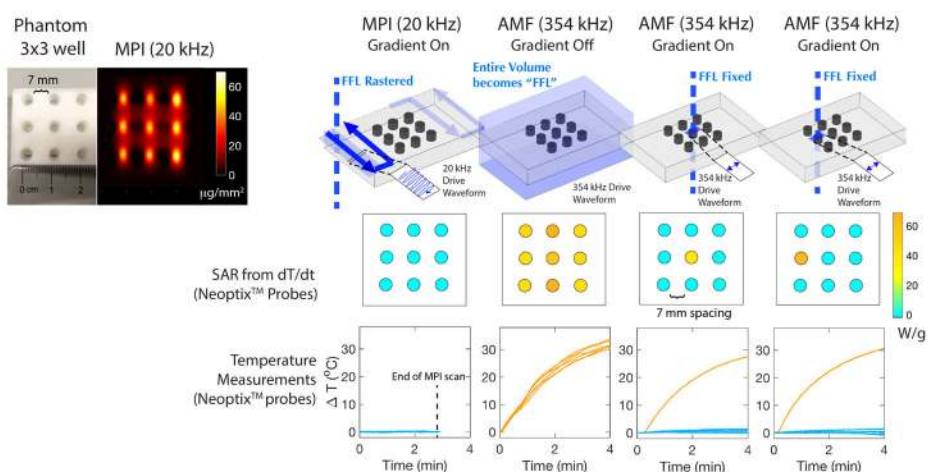 Phantom
3x3 well
MPI (20 kHz)
7 mm
0 cm 1 2
60
40
20
0
µg/mm²
MPI (20 kHz)
Gradient On
AMF (354 kHz)
Gradient Off
AMF (354 kHz)
Gradient On
AMF (354 kHz)
Gradient On
FFL Rastered
Entire Volume
becomes "FFL"
FFL Fixed
FFL Fixed
20 kHz
Drive
Waveform
354 kHz Drive
Waveform
354 kHz
Drive
Waveform
354 kHz
Drive
Waveform
SAR from dT/dt
(Neoptix™ Probes)
7 mm spacing
60
40
20
0
W/g
Temperature
Measurements
(Neoptix™ probes)
Δ T (°C)
30
20
10
0
End of MPI scan
0 2 4
Time (min)
30
20
10
0
0 2 4
Time (min)
30
20
10
0
0 2 4
Time (min)
30
20
10
0
0 2 4
Time (min)